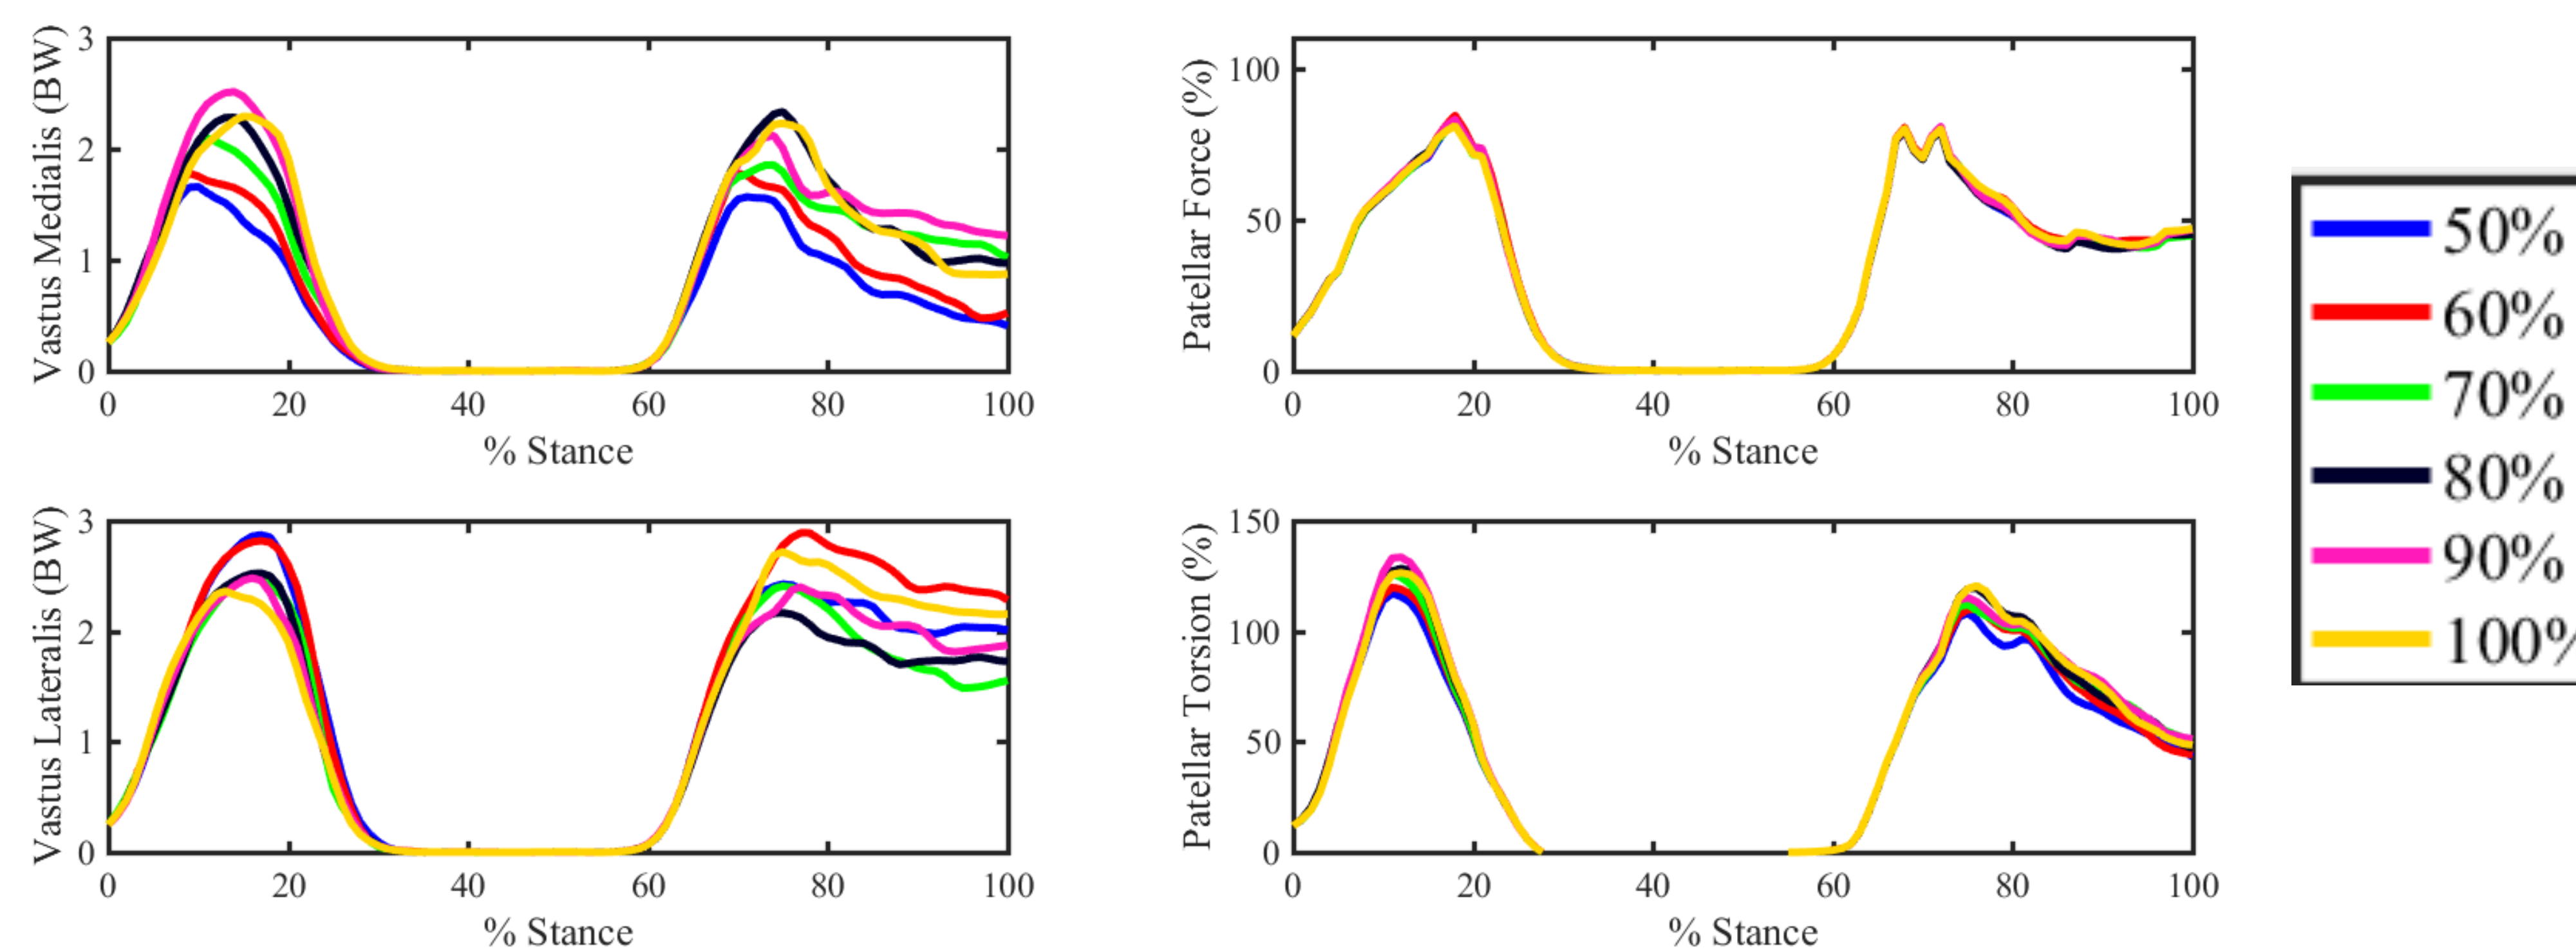 Vastus Medialis (BW)
3
2
1
0
0 20 40 60 80 100
% Stance
Patellar Force (%)
100
50
0
0 20 40 60 80 100
% Stance
Vastus Lateralis (BW)
3
2
1
0
0 20 40 60 80 100
% Stance
Patellar Torsion (%)
150
100
50
0
0 20 40 60 80 100
% Stance
50%
60%
70%
80%
90%
100%